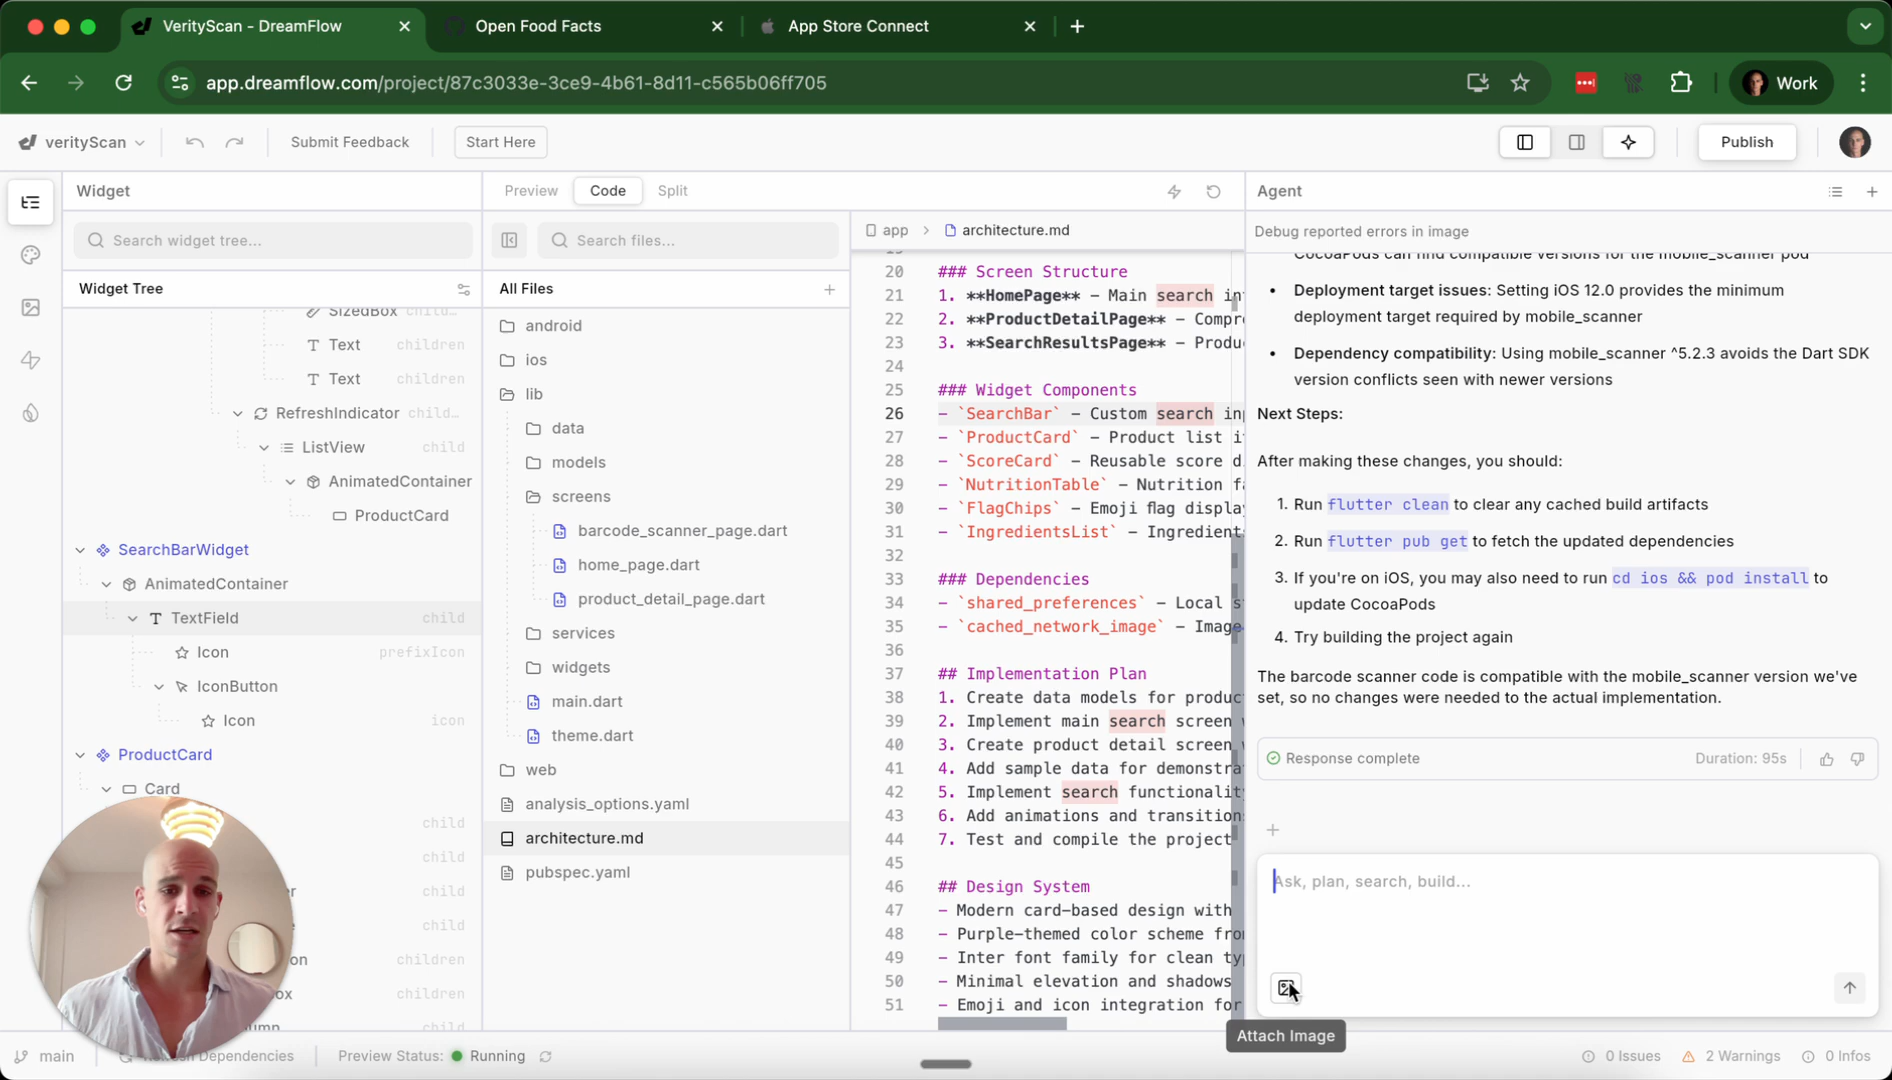 VerityScan - DreamFlow
Open Food Facts
App Store Connect
app.dreamflow.com/project/87c3033e-3ce9-4b61-8d11-c565b06ff705
Work
verityScan
Submit Feedback
Start Here
Publish
Widget
Search widget tree...
Widget Tree
SizedBox
Text children
Text children
RefreshIndicator child...
ListView child
AnimatedContainer
ProductCard
SearchBarWidget
AnimatedContainer
TextField child
Icon prefixIcon
IconButton
Icon icon
ProductCard
Card
child
child
children
children
Preview Code Split
Search files...
All Files
android
ios
lib
data
models
screens
barcode_scanner_page.dart
home_page.dart
product_detail_page.dart
services
widgets
main.dart
theme.dart
web
analysis_options.yaml
architecture.md
pubspec.yaml
app > architecture.md
20 ### Screen Structure
21 1. **HomePage** – Main search in
22 2. **ProductDetailPage** – Compr
23 3. **SearchResultsPage** – Produ
24
25 ### Widget Components
26 - `SearchBar` – Custom search in
27 - `ProductCard` – Product list i
28 - `ScoreCard` – Reusable score d
29 - `NutritionTable` – Nutrition f
30 - `FlagChips` – Emoji flag displa
31 - `IngredientsList` – Ingredient
32
33 ### Dependencies
34 - `shared_preferences` – Local s
35 - `cached_network_image` – Imag
36
37 ## Implementation Plan
38 1. Create data models for produc
39 2. Implement main search screen
40 3. Create product detail screen
41 4. Add sample data for demonstra
42 5. Implement search functionalit
43 6. Add animations and transition
44 7. Test and compile the project
45
46 ## Design System
47 - Modern card-based design with
48 - Purple-themed color scheme fro
49 - Inter font family for clean ty
50 - Minimal elevation and shadows
51 - Emoji and icon integration for
Agent
Debug reported errors in image
CocoaPods can find compatible versions for the mobile_scanner pod
• Deployment target issues: Setting iOS 12.0 provides the minimum
deployment target required by mobile_scanner
• Dependency compatibility: Using mobile_scanner ^5.2.3 avoids the Dart SDK
version conflicts seen with newer versions
Next Steps:
After making these changes, you should:
1. Run flutter clean to clear any cached build artifacts
2. Run flutter pub get to fetch the updated dependencies
3. If you're on iOS, you may also need to run cd ios && pod install to
update CocoaPods
4. Try building the project again
The barcode scanner code is compatible with the mobile_scanner version we've
set, so no changes were needed to the actual implementation.
Response complete
Duration: 95s
Ask, plan, search, build...
Attach Image
main
Dependencies
Preview Status: Running
0 Issues
2 Warnings
0 Infos